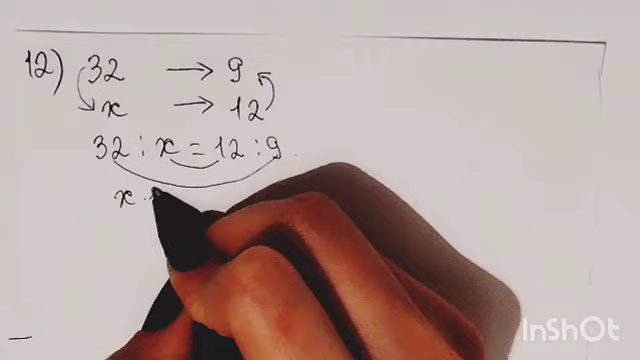 12) 32 → 9
x → 12
32 : x = 12 : 9
x ·
InShOt